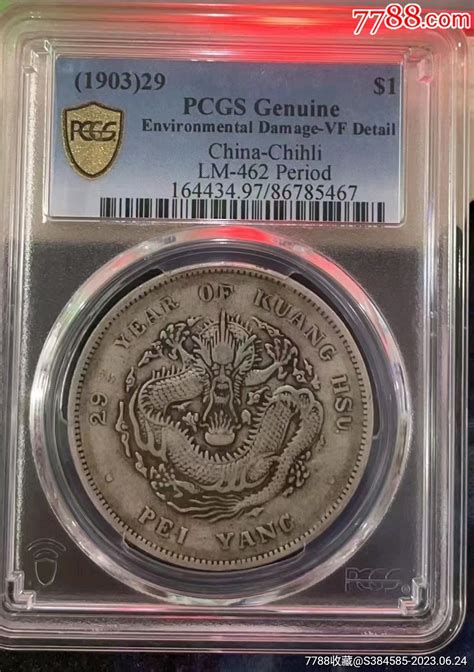 7788.com
(1903)29 $1
PCGS Genuine
Environmental Damage-VF Detail
China-Chihli
LM-462 Period
164434.97/86785467
PCGS
29TH YEAR OF KUANG HSU
PEI YANG
PCGS
7788收藏@S384585-2023.06.24